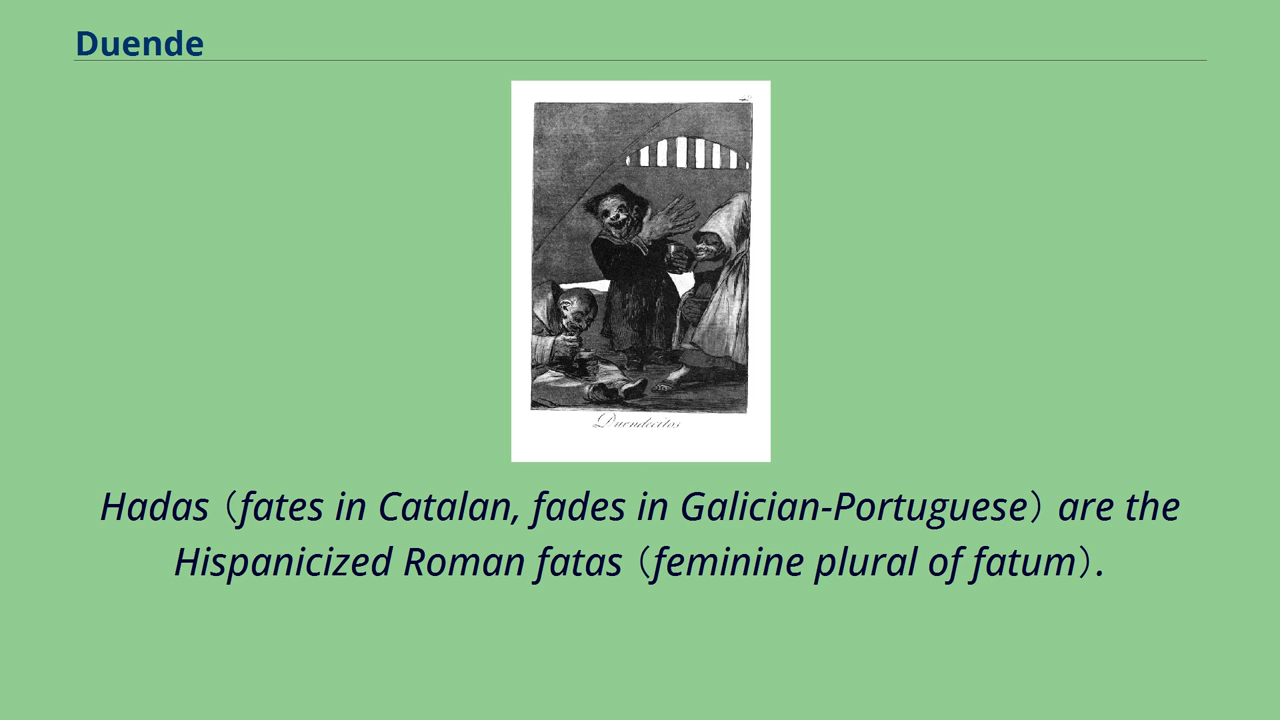 Duende
Duendecitos
Hadas（fates in Catalan, fades in Galician-Portuguese）are the
Hispanicized Roman fatas（feminine plural of fatum）.